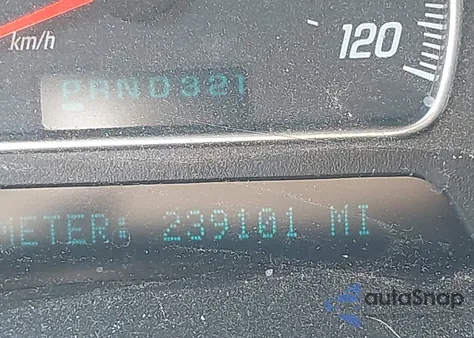 km/h
120
PRND321
METER: 239101 MI
autoSnap